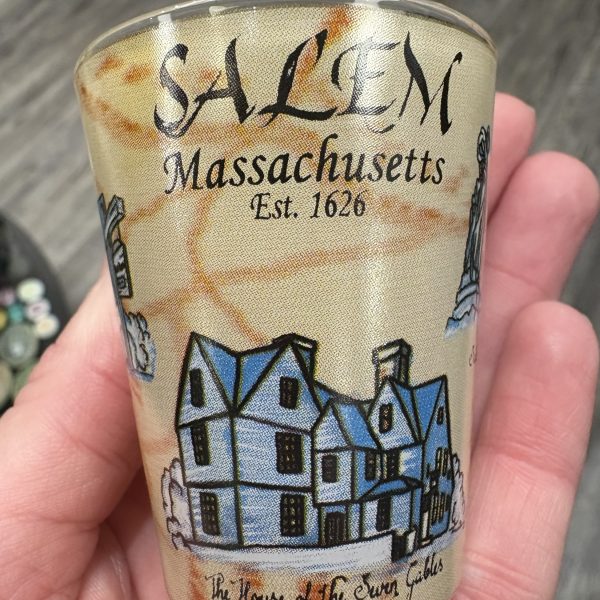 SALEM
Massachusetts
Est. 1626
The House of the Seven Gables